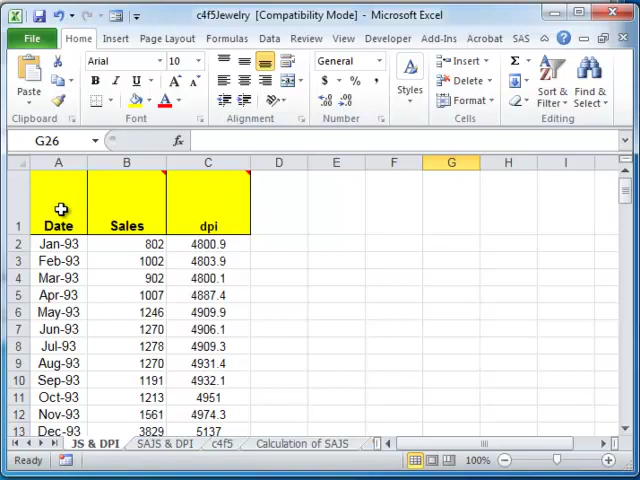 c4f5Jewelry [Compatibility Mode] - Microsoft Excel
File Home Insert Page Layout Formulas Data Review View Developer Add-Ins SAS Acrobat
Paste
Arial 10
B I U A A
General
$ % ,
Styles
Insert
Delete
Format
Σ
Sort & Filter
Find & Select
Clipboard Font Alignment Number Cells Editing
G26 fx
A B C D E F G H I
1 Date Sales dpi
2 Jan-93 802 4800.9
3 Feb-93 1002 4803.9
4 Mar-93 902 4800.1
5 Apr-93 1007 4887.4
6 May-93 1246 4909.9
7 Jun-93 1270 4906.1
8 Jul-93 1278 4909.3
9 Aug-93 1270 4931.4
10 Sep-93 1191 4932.1
11 Oct-93 1213 4951
12 Nov-93 1561 4974.3
13 Dec-93 3829 5137
JS & DPI SAJS & DPI c4f5 Calculation of SAJS
Ready 100%